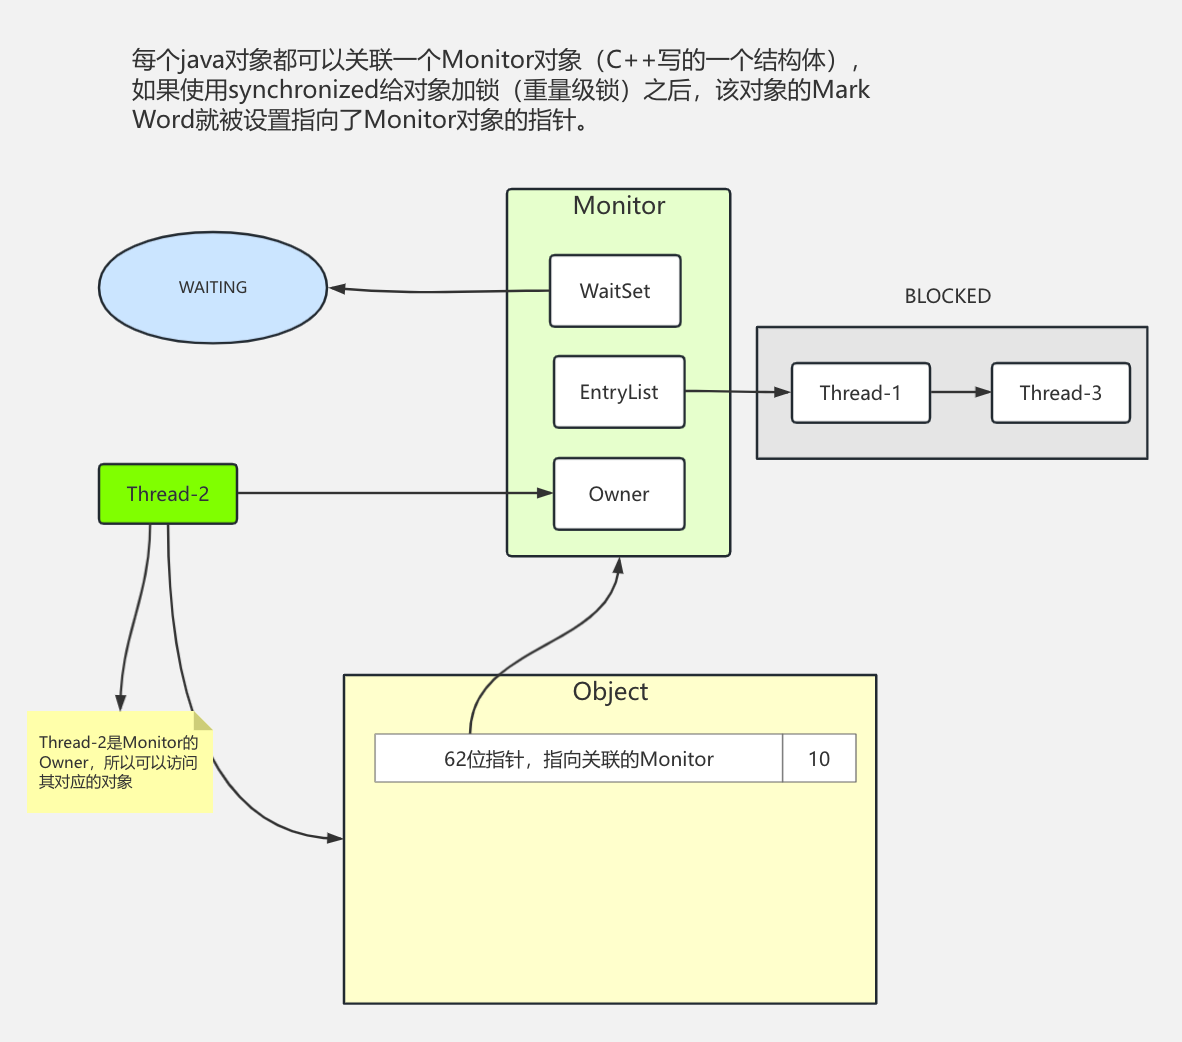 每个java对象都可以关联一个Monitor对象（C++写的一个结构体），
如果使用synchronized给对象加锁（重量级锁）之后，该对象的Mark
Word就被设置指向了Monitor对象的指针。
Monitor
WAITING
WaitSet
BLOCKED
EntryList
Thread-1
Thread-3
Thread-2
Owner
Object
Thread-2是Monitor的
Owner，所以可以访问
其对应的对象
62位指针，指向关联的Monitor
10